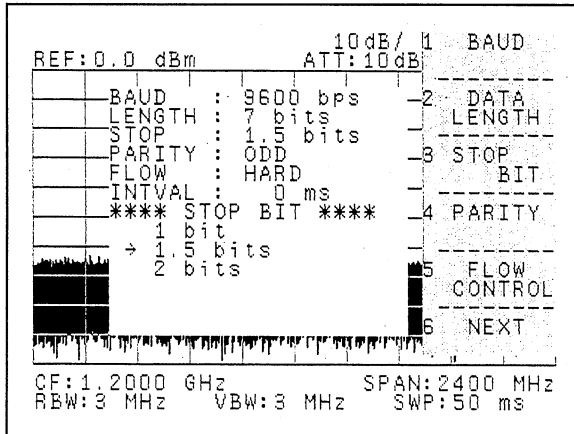 10dB/
REF:0.0 dBm ATT:10dB
BAUD : 9600 bps
LENGTH : 7 bits
STOP : 1.5 bits
PARITY : ODD
FLOW : HARD
INTVAL : 0 ms
**** STOP BIT ****
1 bit
→ 1.5 bits
2 bits
1 BAUD
2 DATA
LENGTH
3 STOP
BIT
4 PARITY
5 FLOW
CONTROL
6 NEXT
CF:1.2000 GHz SPAN:2400 MHz
RBW:3 MHz VBW:3 MHz SWP:50 ms